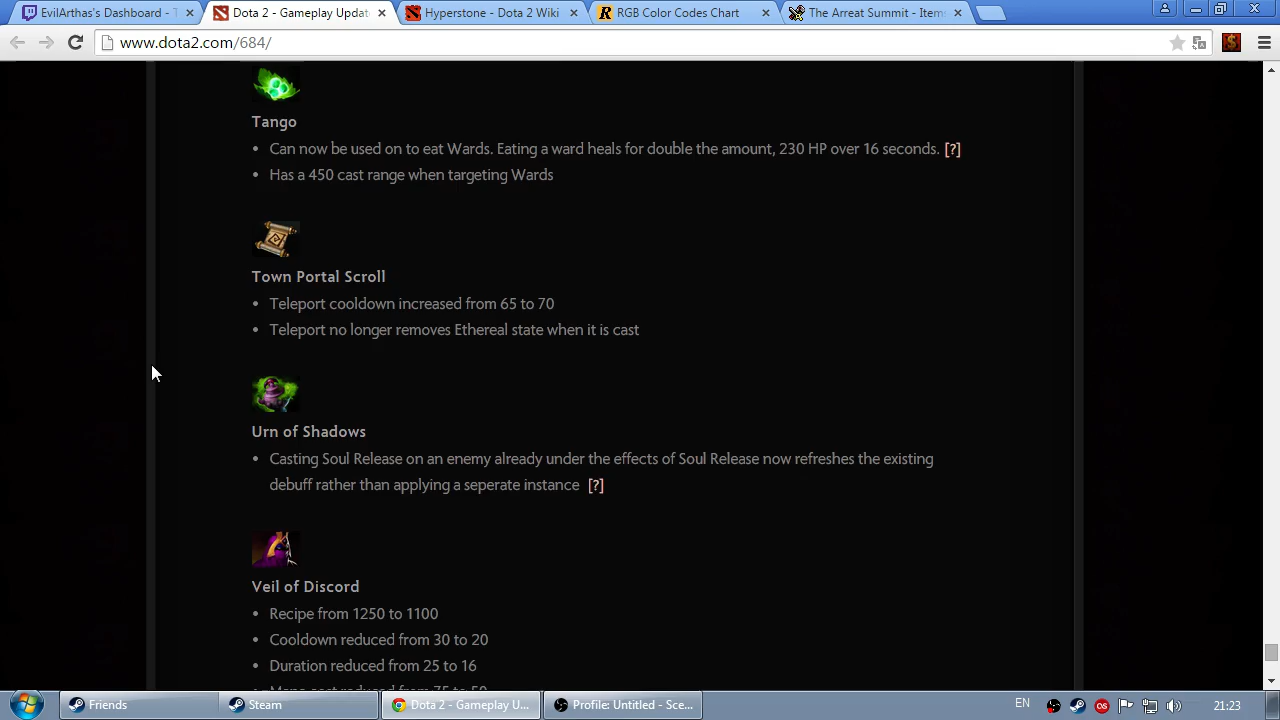 EvilArthas's Dashboard - T
Dota 2 - Gameplay Updat
Hyperstone - Dota 2 Wiki
RGB Color Codes Chart
The Arreat Summit - Items
www.dota2.com/684/
Tango
• Can now be used on to eat Wards. Eating a ward heals for double the amount, 230 HP over 16 seconds. [?]
• Has a 450 cast range when targeting Wards
Town Portal Scroll
• Teleport cooldown increased from 65 to 70
• Teleport no longer removes Ethereal state when it is cast
Urn of Shadows
• Casting Soul Release on an enemy already under the effects of Soul Release now refreshes the existing
debuff rather than applying a seperate instance [?]
Veil of Discord
• Recipe from 1250 to 1100
• Cooldown reduced from 30 to 20
• Duration reduced from 25 to 16
Friends
Steam
Dota 2 - Gameplay U...
Profile: Untitled - Sce...
EN
21:23